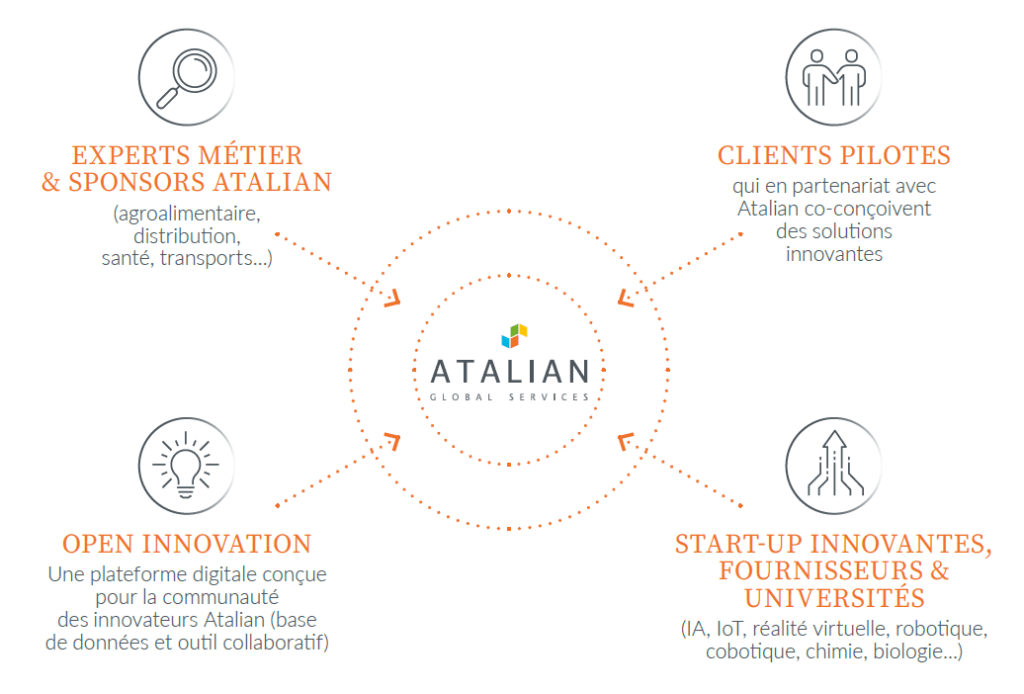 EXPERTS MÉTIER
& SPONSORS ATALIAN
(agroalimentaire,
distribution,
santé, transports...)
CLIENTS PILOTES
qui en partenariat avec
Atalian co-conçoivent
des solutions
innovantes
ATALIAN
GLOBAL SERVICES
OPEN INNOVATION
Une plateforme digitale conçue
pour la communauté
des innovateurs Atalian (base
de données et outil collaboratif)
START-UP INNOVANTES,
FOURNISSEURS &
UNIVERSITÉS
(IA, IoT, réalité virtuelle, robotique,
cobotique, chimie, biologie...)